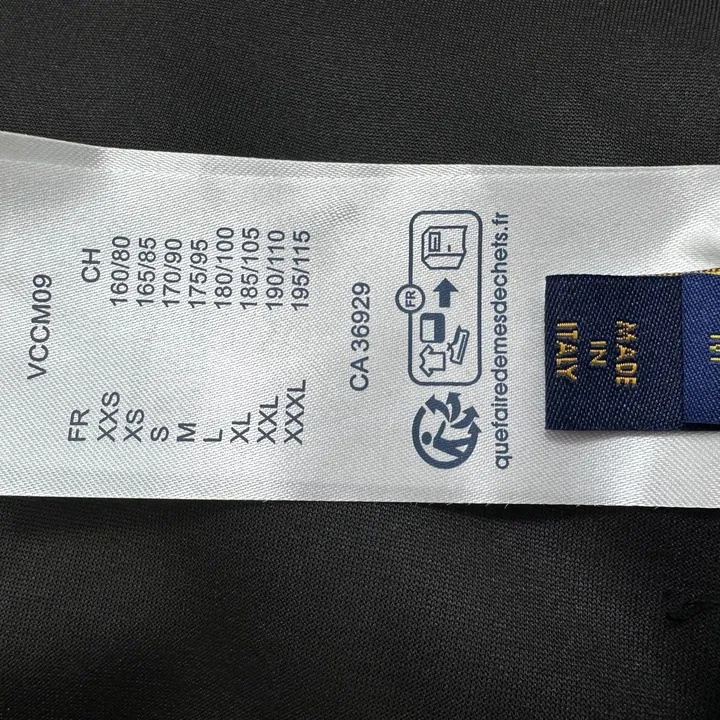 VCCM09
FR CH
XXS 160/80
XS 165/85
S 170/90
M 175/95
L 180/100
XL 185/105
XXL 190/110
XXXL 195/115
CA 36929
FR
quefairedemesdechets.fr
MADE
IN
ITALY